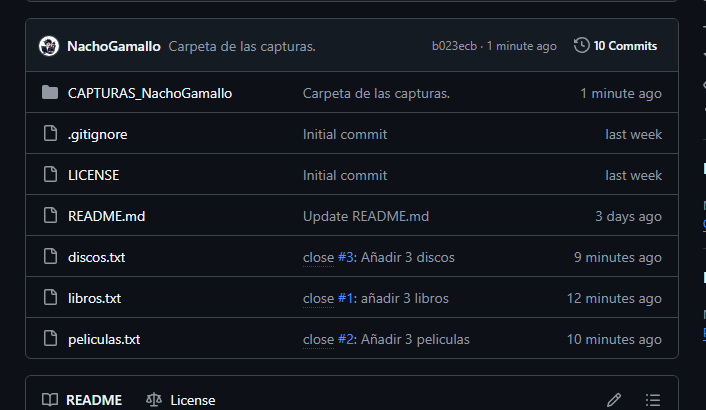 NachoGamallo Carpeta de las capturas. b023ecb · 1 minute ago 10 Commits
CAPTURAS_NachoGamallo Carpeta de las capturas. 1 minute ago
.gitignore Initial commit last week
LICENSE Initial commit last week
README.md Update README.md 3 days ago
discos.txt close #3: Añadir 3 discos 9 minutes ago
libros.txt close #1: añadir 3 libros 12 minutes ago
peliculas.txt close #2: Añadir 3 peliculas 10 minutes ago
README License